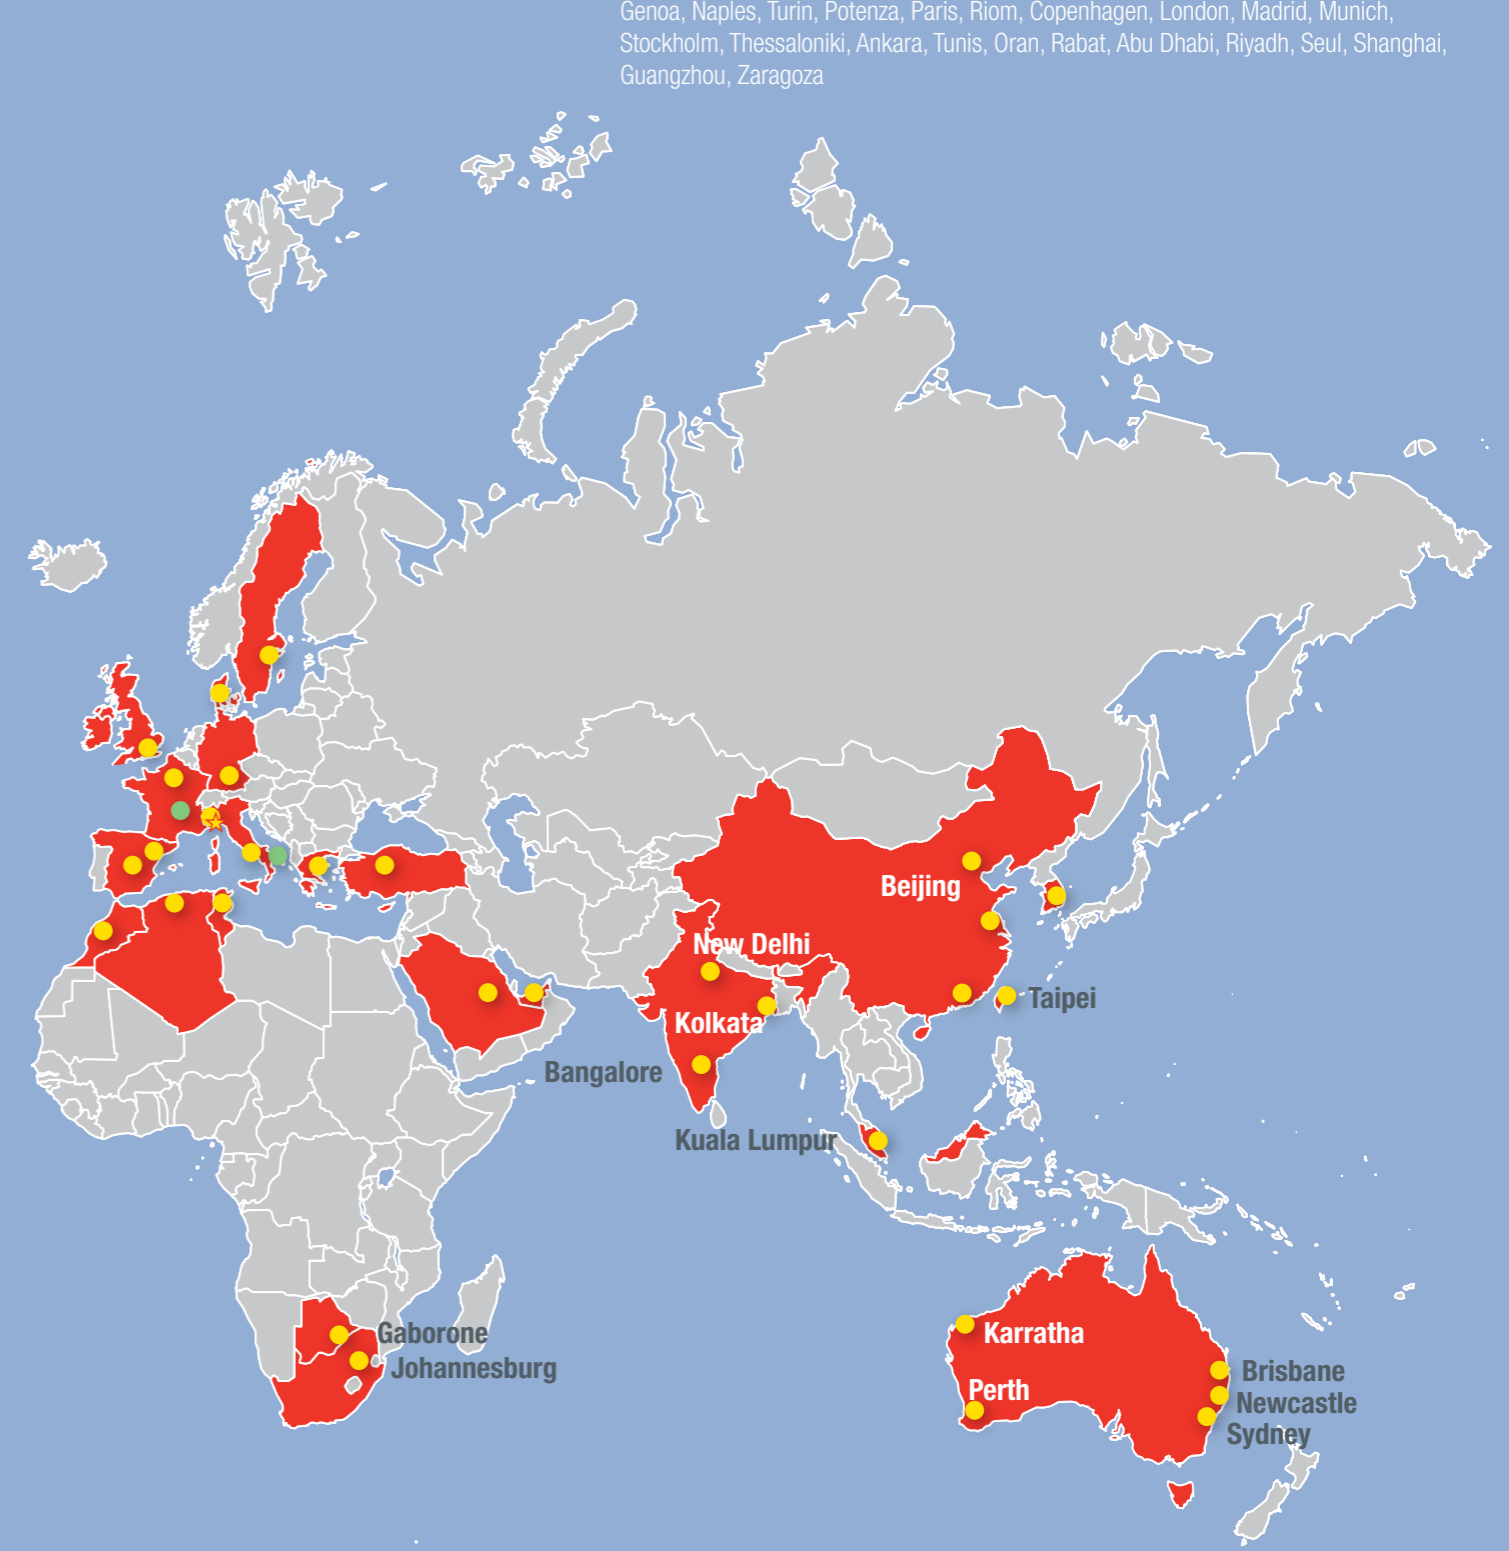 Genoa, Naples, Turin, Potenza, Paris, Riom, Copenhagen, London, Madrid, Munich,
Stockholm, Thessaloniki, Ankara, Tunis, Oran, Rabat, Abu Dhabi, Riyadh, Seul, Shanghai,
Guangzhou, Zaragoza
Beijing
New Delhi
Taipei
Kolkata
Bangalore
Kuala Lumpur
Gaborone
Karratha
Johannesburg
Brisbane
Perth
Newcastle
Sydney